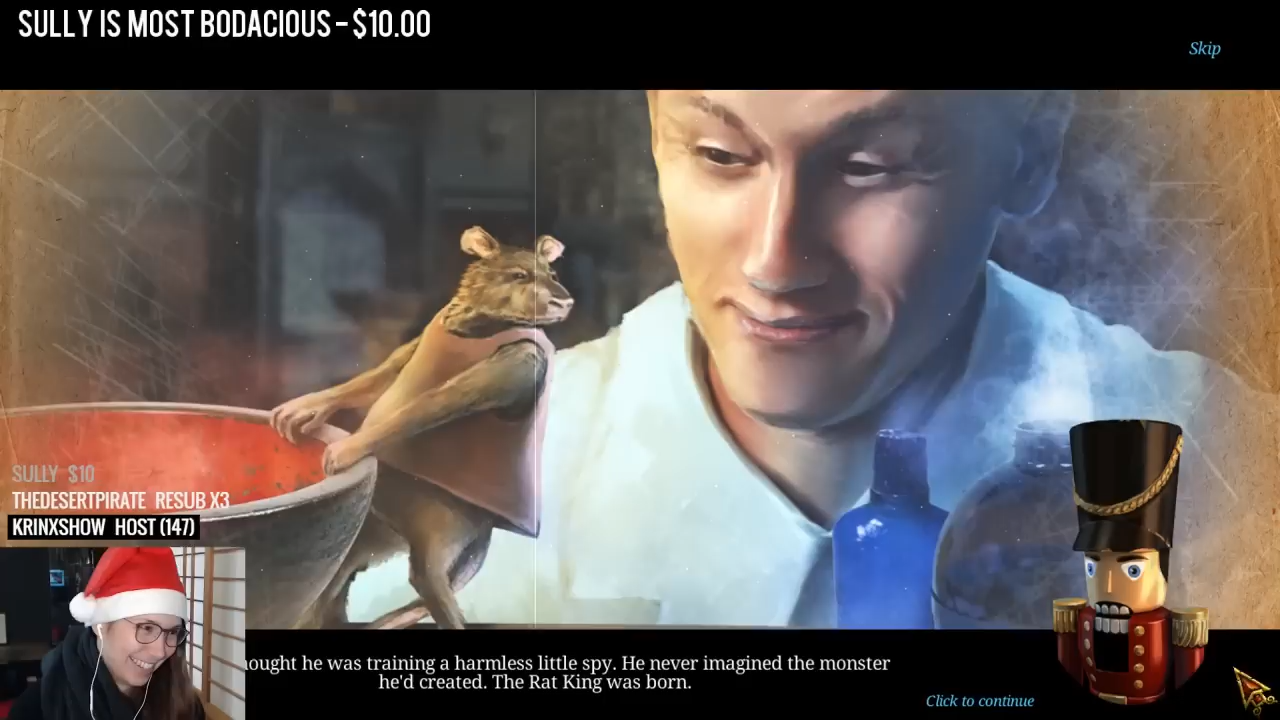 SULLY IS MOST BODACIOUS - $10.00
Skip
SULLY $10
THEDESERTPIRATE RESUB X3
KRINXSHOW HOST (147)
he was training a harmless little spy. He never imagined the monster
he'd created. The Rat King was born.
Click to continue